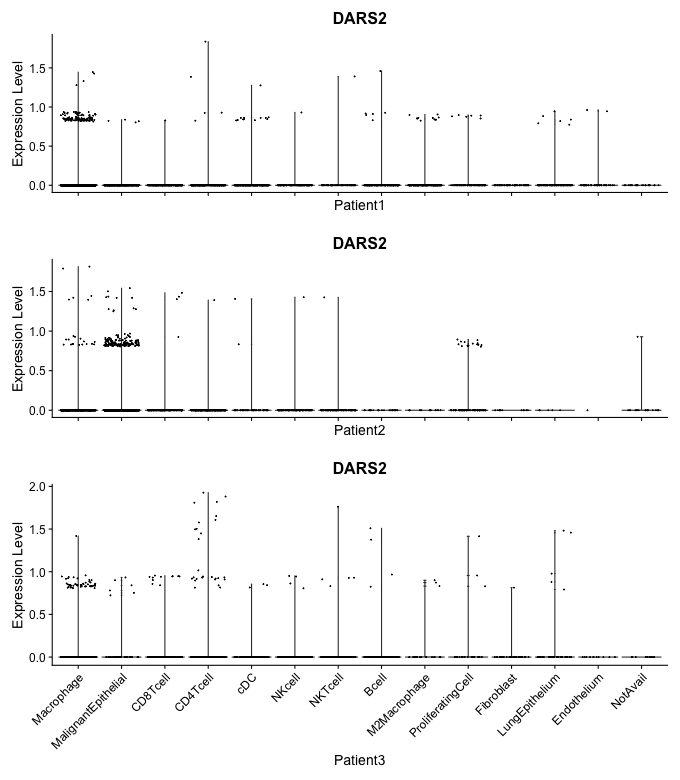 DARS2
Expression Level
1.5
1.0
0.5
0.0
Patient1
DARS2
Expression Level
1.5
1.0
0.5
0.0
Patient2
DARS2
Expression Level
2.0
1.5
1.0
0.5
0.0
Macrophage
MalignantEpithelial
CD8Tcell
CD4Tcell
cDC
NKcell
NKTcell
Bcell
M2Macrophage
ProliferatingCell
Fibroblast
LungEpithelium
Endothelium
NotAvail
Patient3